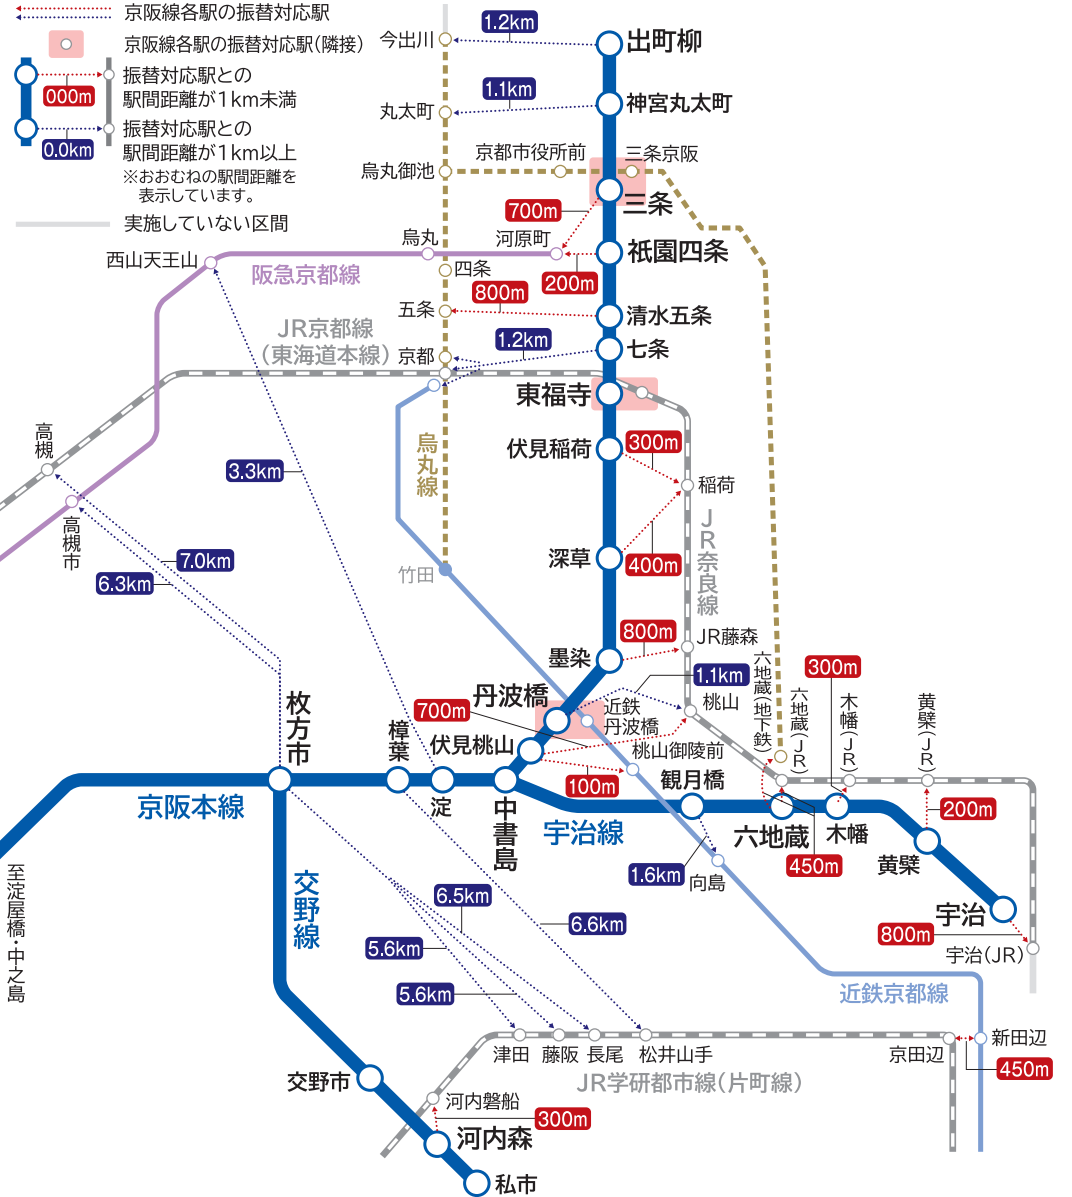 京阪線各駅の振替対応駅
京阪線各駅の振替対応駅(隣接)
振替対応駅との
駅間距離が1km未満
000m
振替対応駅との
駅間距離が1km以上
0.0km
※おおむねの駅間距離を
表示しています。
実施していない区間
今出川
1.2km
出町柳
丸太町
1.1km
神宮丸太町
烏丸御池
京都市役所前
三条京阪
三条
700m
烏丸
河原町
祇園四条
200m
西山天王山
阪急京都線
四条
800m
五条
清水五条
JR京都線
(東海道本線)
京都
1.2km
七条
東福寺
高槻
烏丸線
伏見稲荷
300m
稲荷
3.3km
高槻市
JR奈良線
7.0km
6.3km
竹田
深草
400m
墨染
800m
JR藤森
1.1km
六地蔵(地下鉄)
300m
丹波橋
近鉄
丹波橋
桃山
六地蔵(JR)
木幡(JR)
黄檗(JR)
700m
枚方市
樟葉
伏見桃山
桃山御陵前
100m
観月橋
京阪本線
淀
中書島
宇治線
六地蔵
木幡
200m
450m
黄檗
1.6km
向島
至淀屋橋・中之島
交野線
6.5km
6.6km
宇治
800m
5.6km
宇治(JR)
5.6km
近鉄京都線
津田
藤阪
長尾
松井山手
京田辺
新田辺
450m
JR学研都市線(片町線)
交野市
河内磐船
300m
河内森
私市